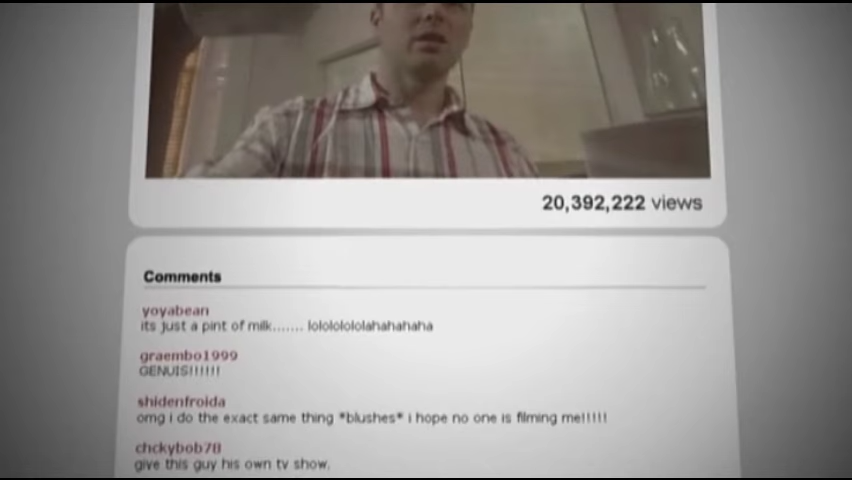 20,392,222 views
Comments
yoyabean
its just a pint of milk....... lolololololahahahaha
graembo1999
GENUIS!!!!!!
shidenfroida
omg i do the exact same thing *blushes* i hope no one is filming me!!!!!
chckybob78
give this guy his own tv show.